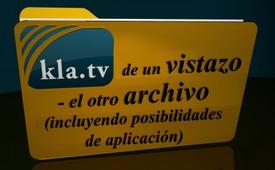 kla.tv
de un vistazo
- el otro archivo
(incluyendo posibilidades
de aplicación)